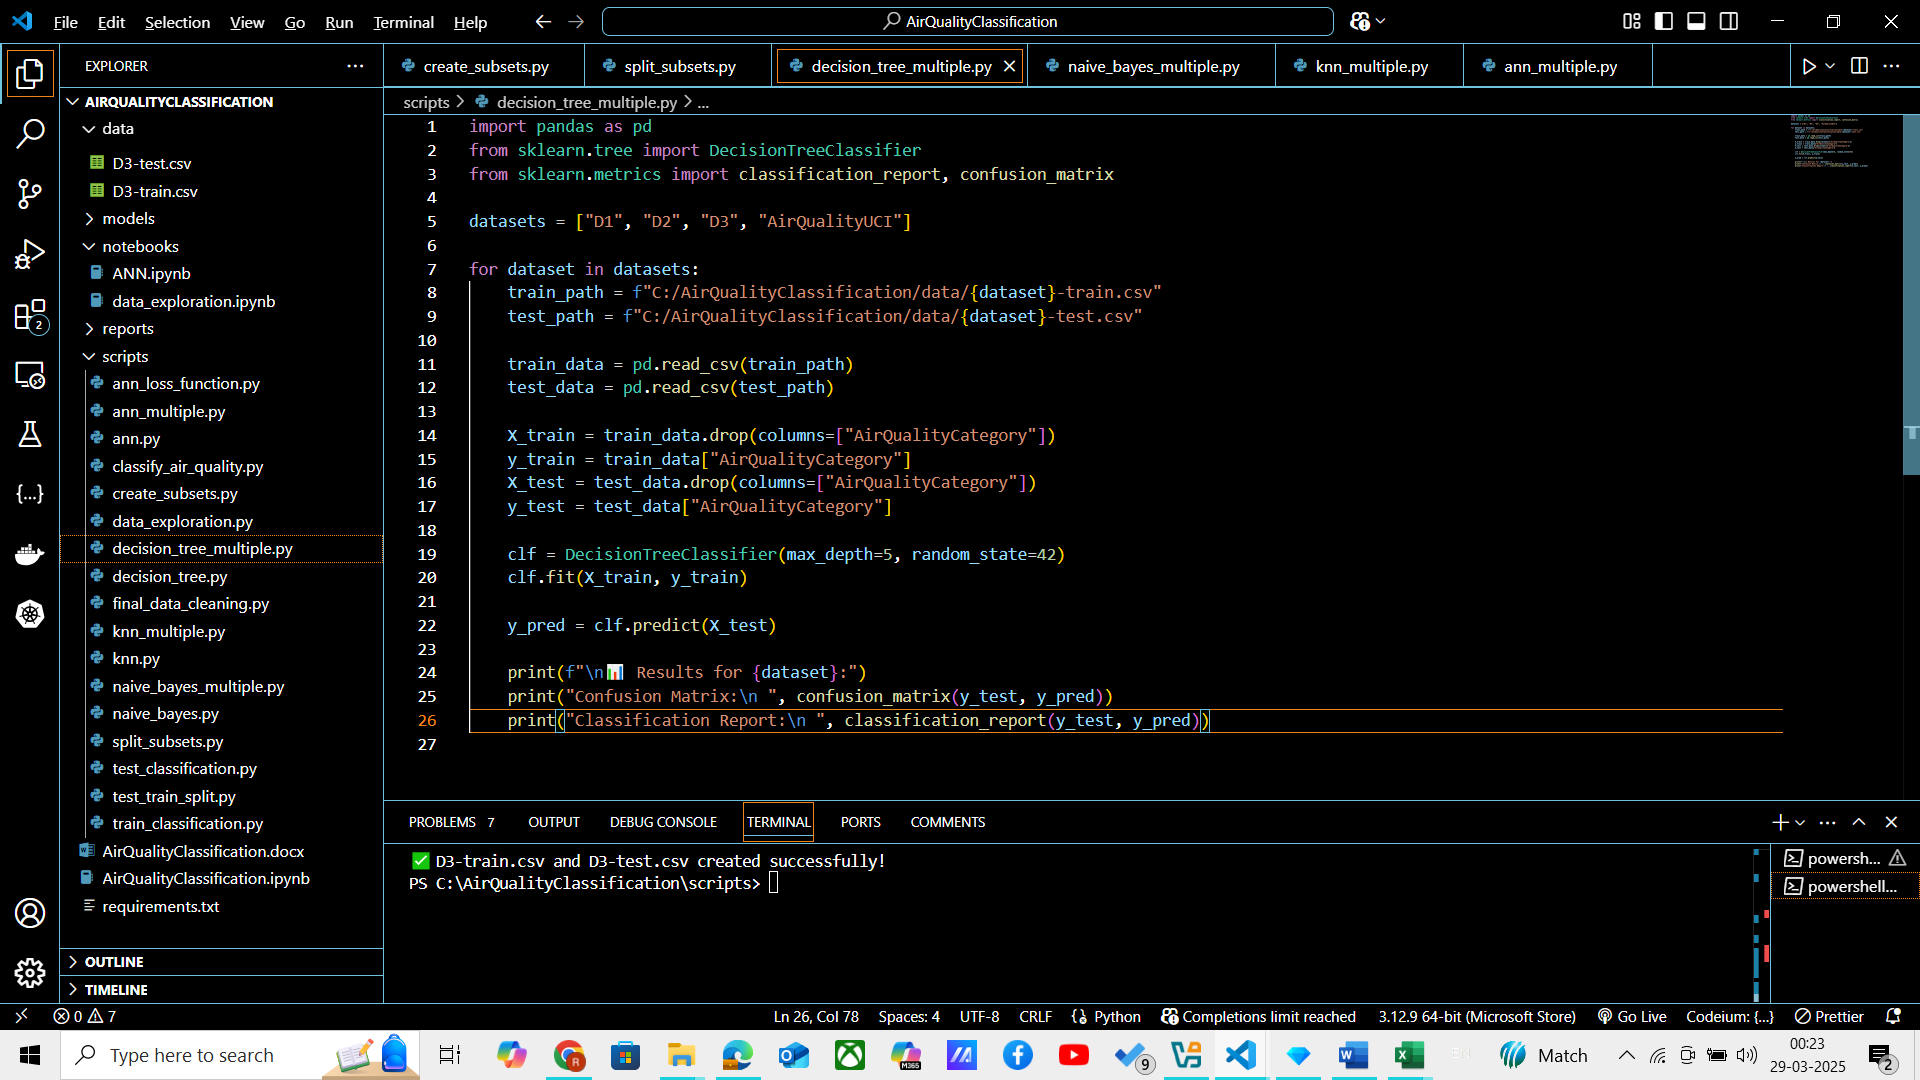 File Edit Selection View Go Run Terminal Help
AirQualityClassification
EXPLORER
create_subsets.py
split_subsets.py
decision_tree_multiple.py
naive_bayes_multiple.py
knn_multiple.py
ann_multiple.py
scripts > decision_tree_multiple.py > ...
AIRQUALITYCLASSIFICATION
data
D3-test.csv
D3-train.csv
models
notebooks
ANN.ipynb
data_exploration.ipynb
reports
scripts
ann_loss_function.py
ann_multiple.py
ann.py
classify_air_quality.py
create_subsets.py
data_exploration.py
decision_tree_multiple.py
decision_tree.py
final_data_cleaning.py
knn_multiple.py
knn.py
naive_bayes_multiple.py
naive_bayes.py
split_subsets.py
test_classification.py
test_train_split.py
train_classification.py
AirQualityClassification.docx
AirQualityClassification.ipynb
requirements.txt
OUTLINE
TIMELINE
2
1 import pandas as pd
2 from sklearn.tree import DecisionTreeClassifier
3 from sklearn.metrics import classification_report, confusion_matrix
4
5 datasets = ["D1", "D2", "D3", "AirQualityUCI"]
6
7 for dataset in datasets:
8     train_path = f"C:/AirQualityClassification/data/{dataset}-train.csv"
9     test_path = f"C:/AirQualityClassification/data/{dataset}-test.csv"
10
11     train_data = pd.read_csv(train_path)
12     test_data = pd.read_csv(test_path)
13
14     X_train = train_data.drop(columns=["AirQualityCategory"])
15     y_train = train_data["AirQualityCategory"]
16     X_test = test_data.drop(columns=["AirQualityCategory"])
17     y_test = test_data["AirQualityCategory"]
18
19     clf = DecisionTreeClassifier(max_depth=5, random_state=42)
20     clf.fit(X_train, y_train)
21
22     y_pred = clf.predict(X_test)
23
24     print(f"\n📊 Results for {dataset}:")
25     print("Confusion Matrix:\n ", confusion_matrix(y_test, y_pred))
26     print("Classification Report:\n ", classification_report(y_test, y_pred))
27
PROBLEMS 7 OUTPUT DEBUG CONSOLE TERMINAL PORTS COMMENTS
✅ D3-train.csv and D3-test.csv created successfully!
PS C:\AirQualityClassification\scripts>
powersh...
powershell...
0 7 Ln 26, Col 78 Spaces: 4 UTF-8 CRLF Python Completions limit reached 3.12.9 64-bit (Microsoft Store) Go Live Codeium: {...} Prettier
Type here to search
M365
9
Match
00:23
29-03-2025
2